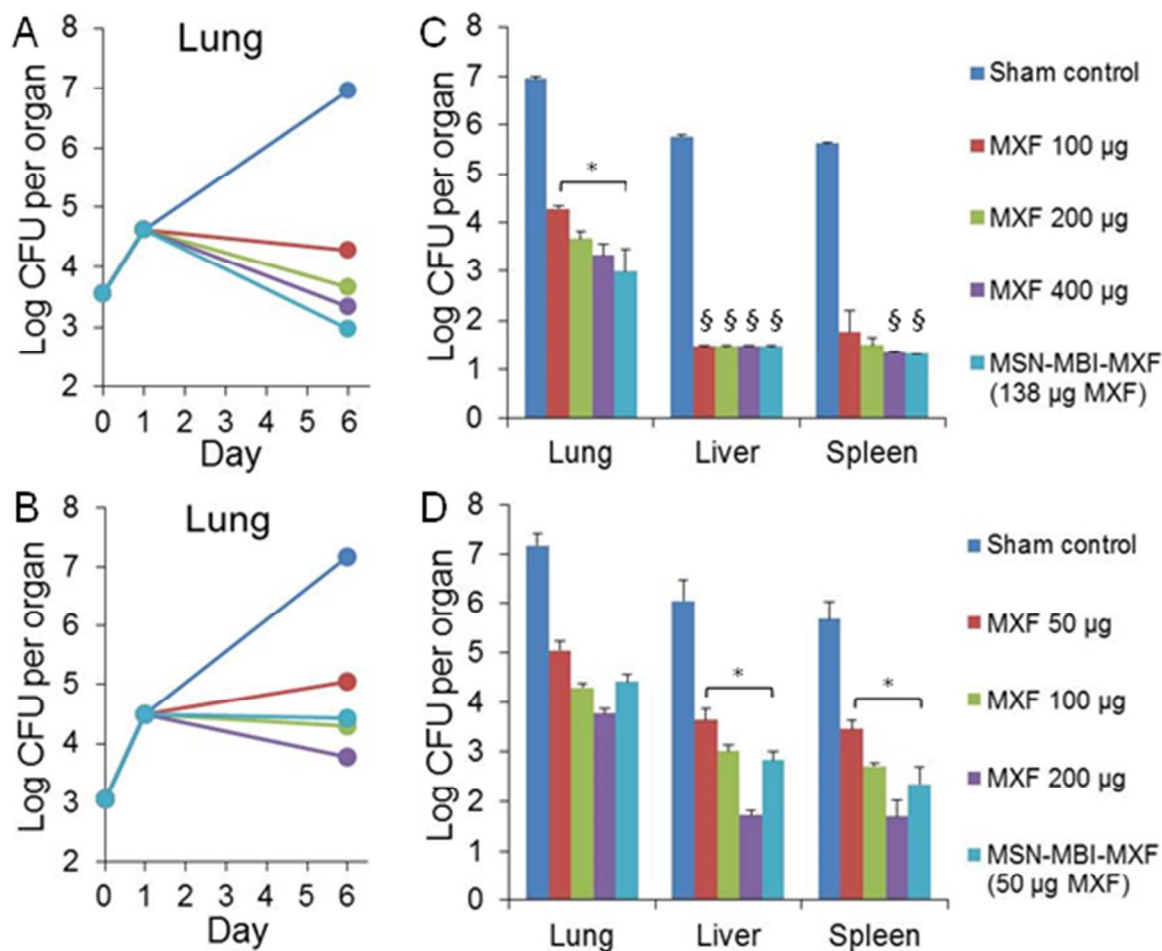 A
Lung
Log CFU per organ
8
7
6
5
4
3
2
0 1 2 3 4 5 6
Day
C
Log CFU per organ
8
7
6
5
4
3
2
1
0
*
§ § § §
§ §
Lung Liver Spleen
Sham control
MXF 100 µg
MXF 200 µg
MXF 400 µg
MSN-MBI-MXF
(138 µg MXF)
B
Lung
Log CFU per organ
8
7
6
5
4
3
2
0 1 2 3 4 5 6
Day
D
Log CFU per organ
8
7
6
5
4
3
2
1
0
*
*
Lung Liver Spleen
Sham control
MXF 50 µg
MXF 100 µg
MXF 200 µg
MSN-MBI-MXF
(50 µg MXF)